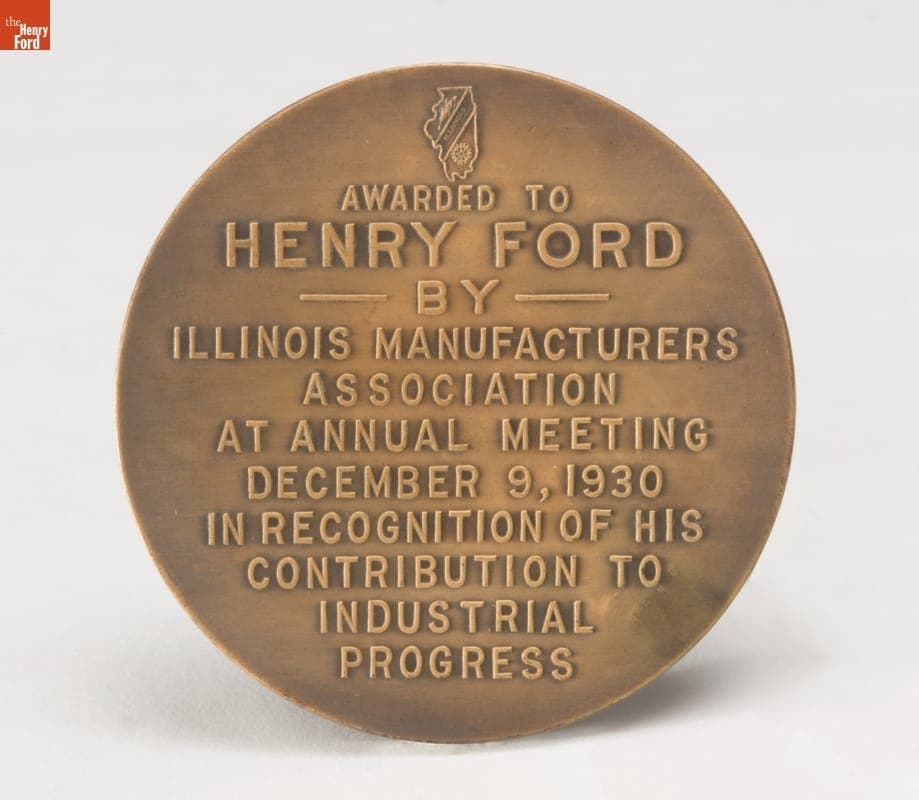 the
Henry
Ford
ILLINOIS
AWARDED TO
HENRY FORD
BY
ILLINOIS MANUFACTURERS
ASSOCIATION
AT ANNUAL MEETING
DECEMBER 9, 1930
IN RECOGNITION OF HIS
CONTRIBUTION TO
INDUSTRIAL
PROGRESS